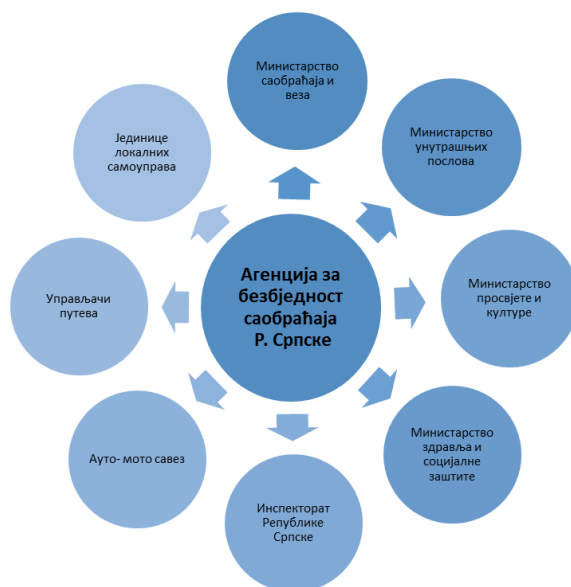 Министарство
саобраћаја и
веза
Министарство
унутрашњих
послова
Министарство
просвјете и
културе
Министарство
здравља и
социјалне
заштите
Инспекторат
Републике
Српске
Ауто- мото савез
Управљачи
путева
Јединице
локалних
самоуправа
Агенција за
безбједност
саобраћаја
Р. Српске